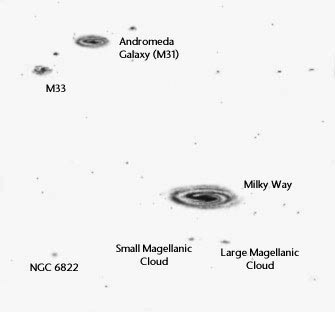 Andromeda
Galaxy (M31)
M33
Milky Way
Small Magellanic
Cloud
Large Magellanic
Cloud
NGC 6822